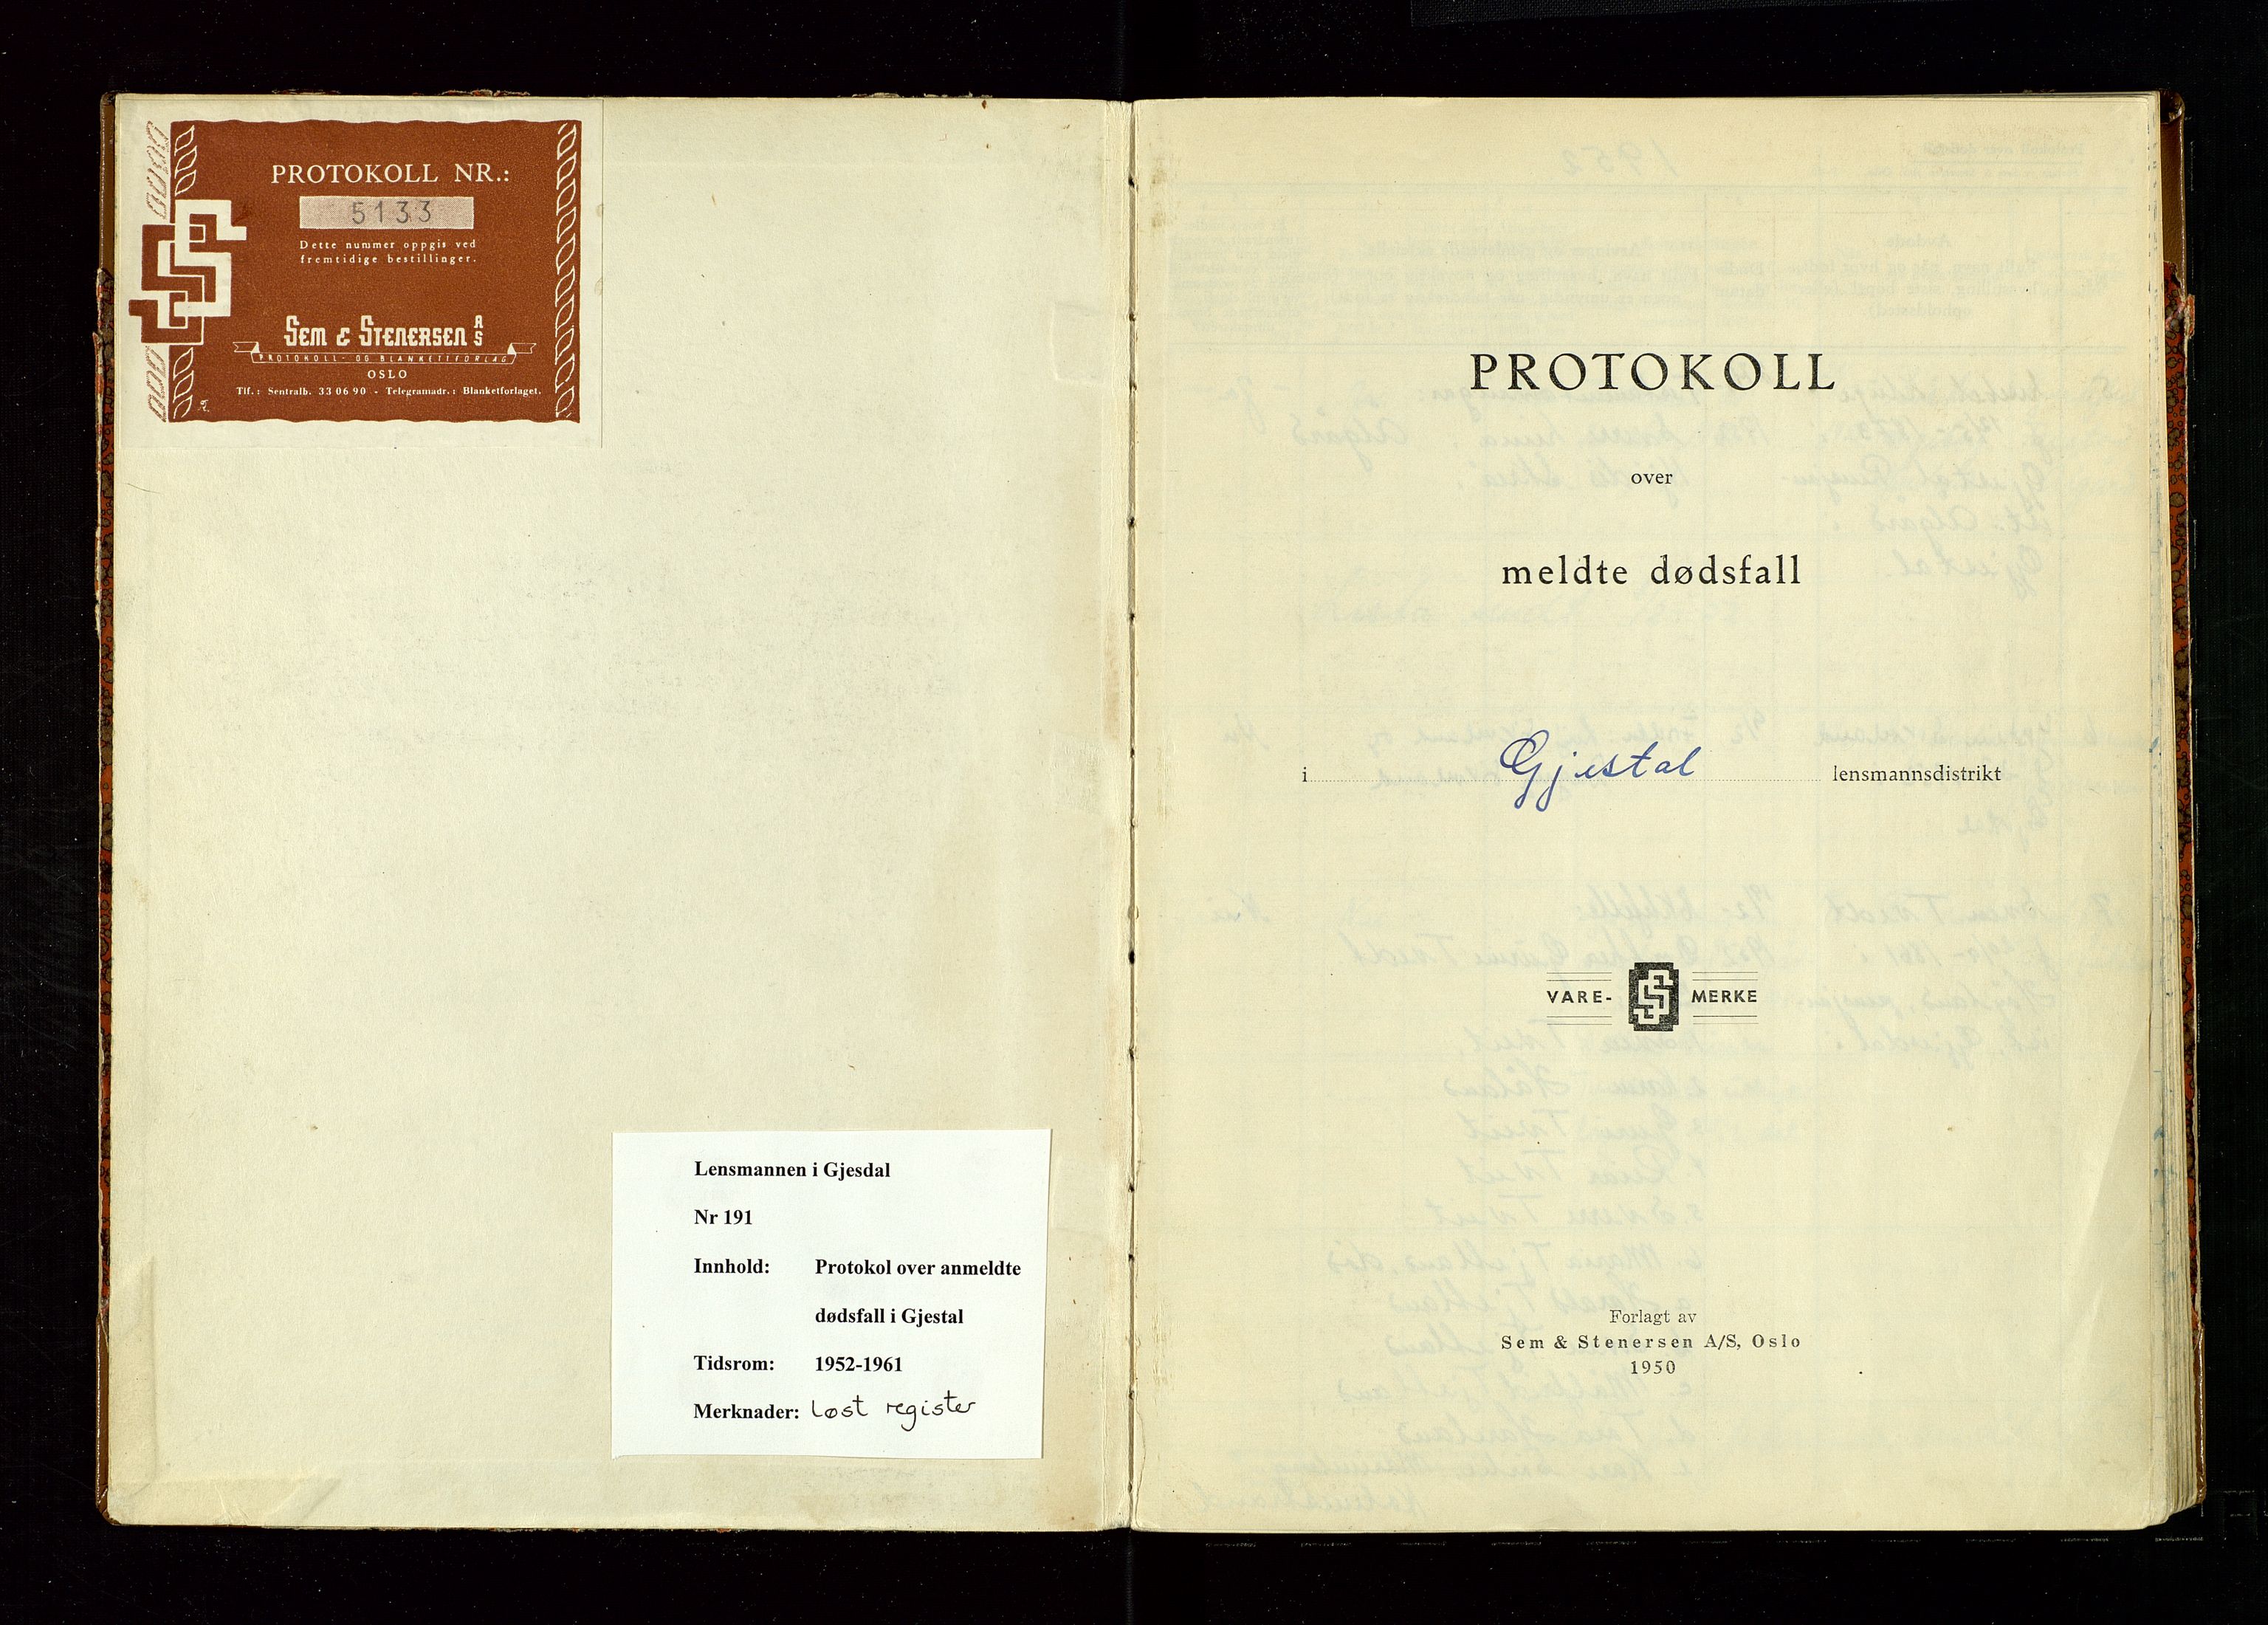 PROTOKOLL NR.:
5133
Dette nummer oppgis ved
fremtidige bestillinger.
SEM & STENERSEN A/S
PROTOKOLL- OG BLANKETTFORLAG
OSLO
Tlf.: Sentralb. 33 06 90 - Telegramadr.: Blanketforlaget.
Lensmannen i Gjesdal
Nr 191
Innhold: Protokol over anmeldte
dødsfall i Gjestal
Tidsrom: 1952-1961
Merknader: Løst register
PROTOKOLL
over
meldte dødsfall
i Gjestal lensmannsdistrikt
VARE- MERKE
Forlagt av
Sem & Stenersen A/S, Oslo
1950